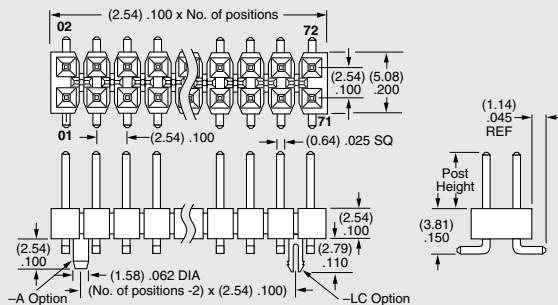 (2.54) .100 x No. of positions
02
72
(2.54)
.100
(5.08)
.200
01
71
(2.54) .100
(0.64) .025 SQ
(1.14)
.045
REF
Post
Height
(2.54)
.100
(3.81)
.150
(2.54)
.100
(2.79)
.110
(1.58) .062 DIA
–A Option
(No. of positions -2) x (2.54) .100)
–LC Option